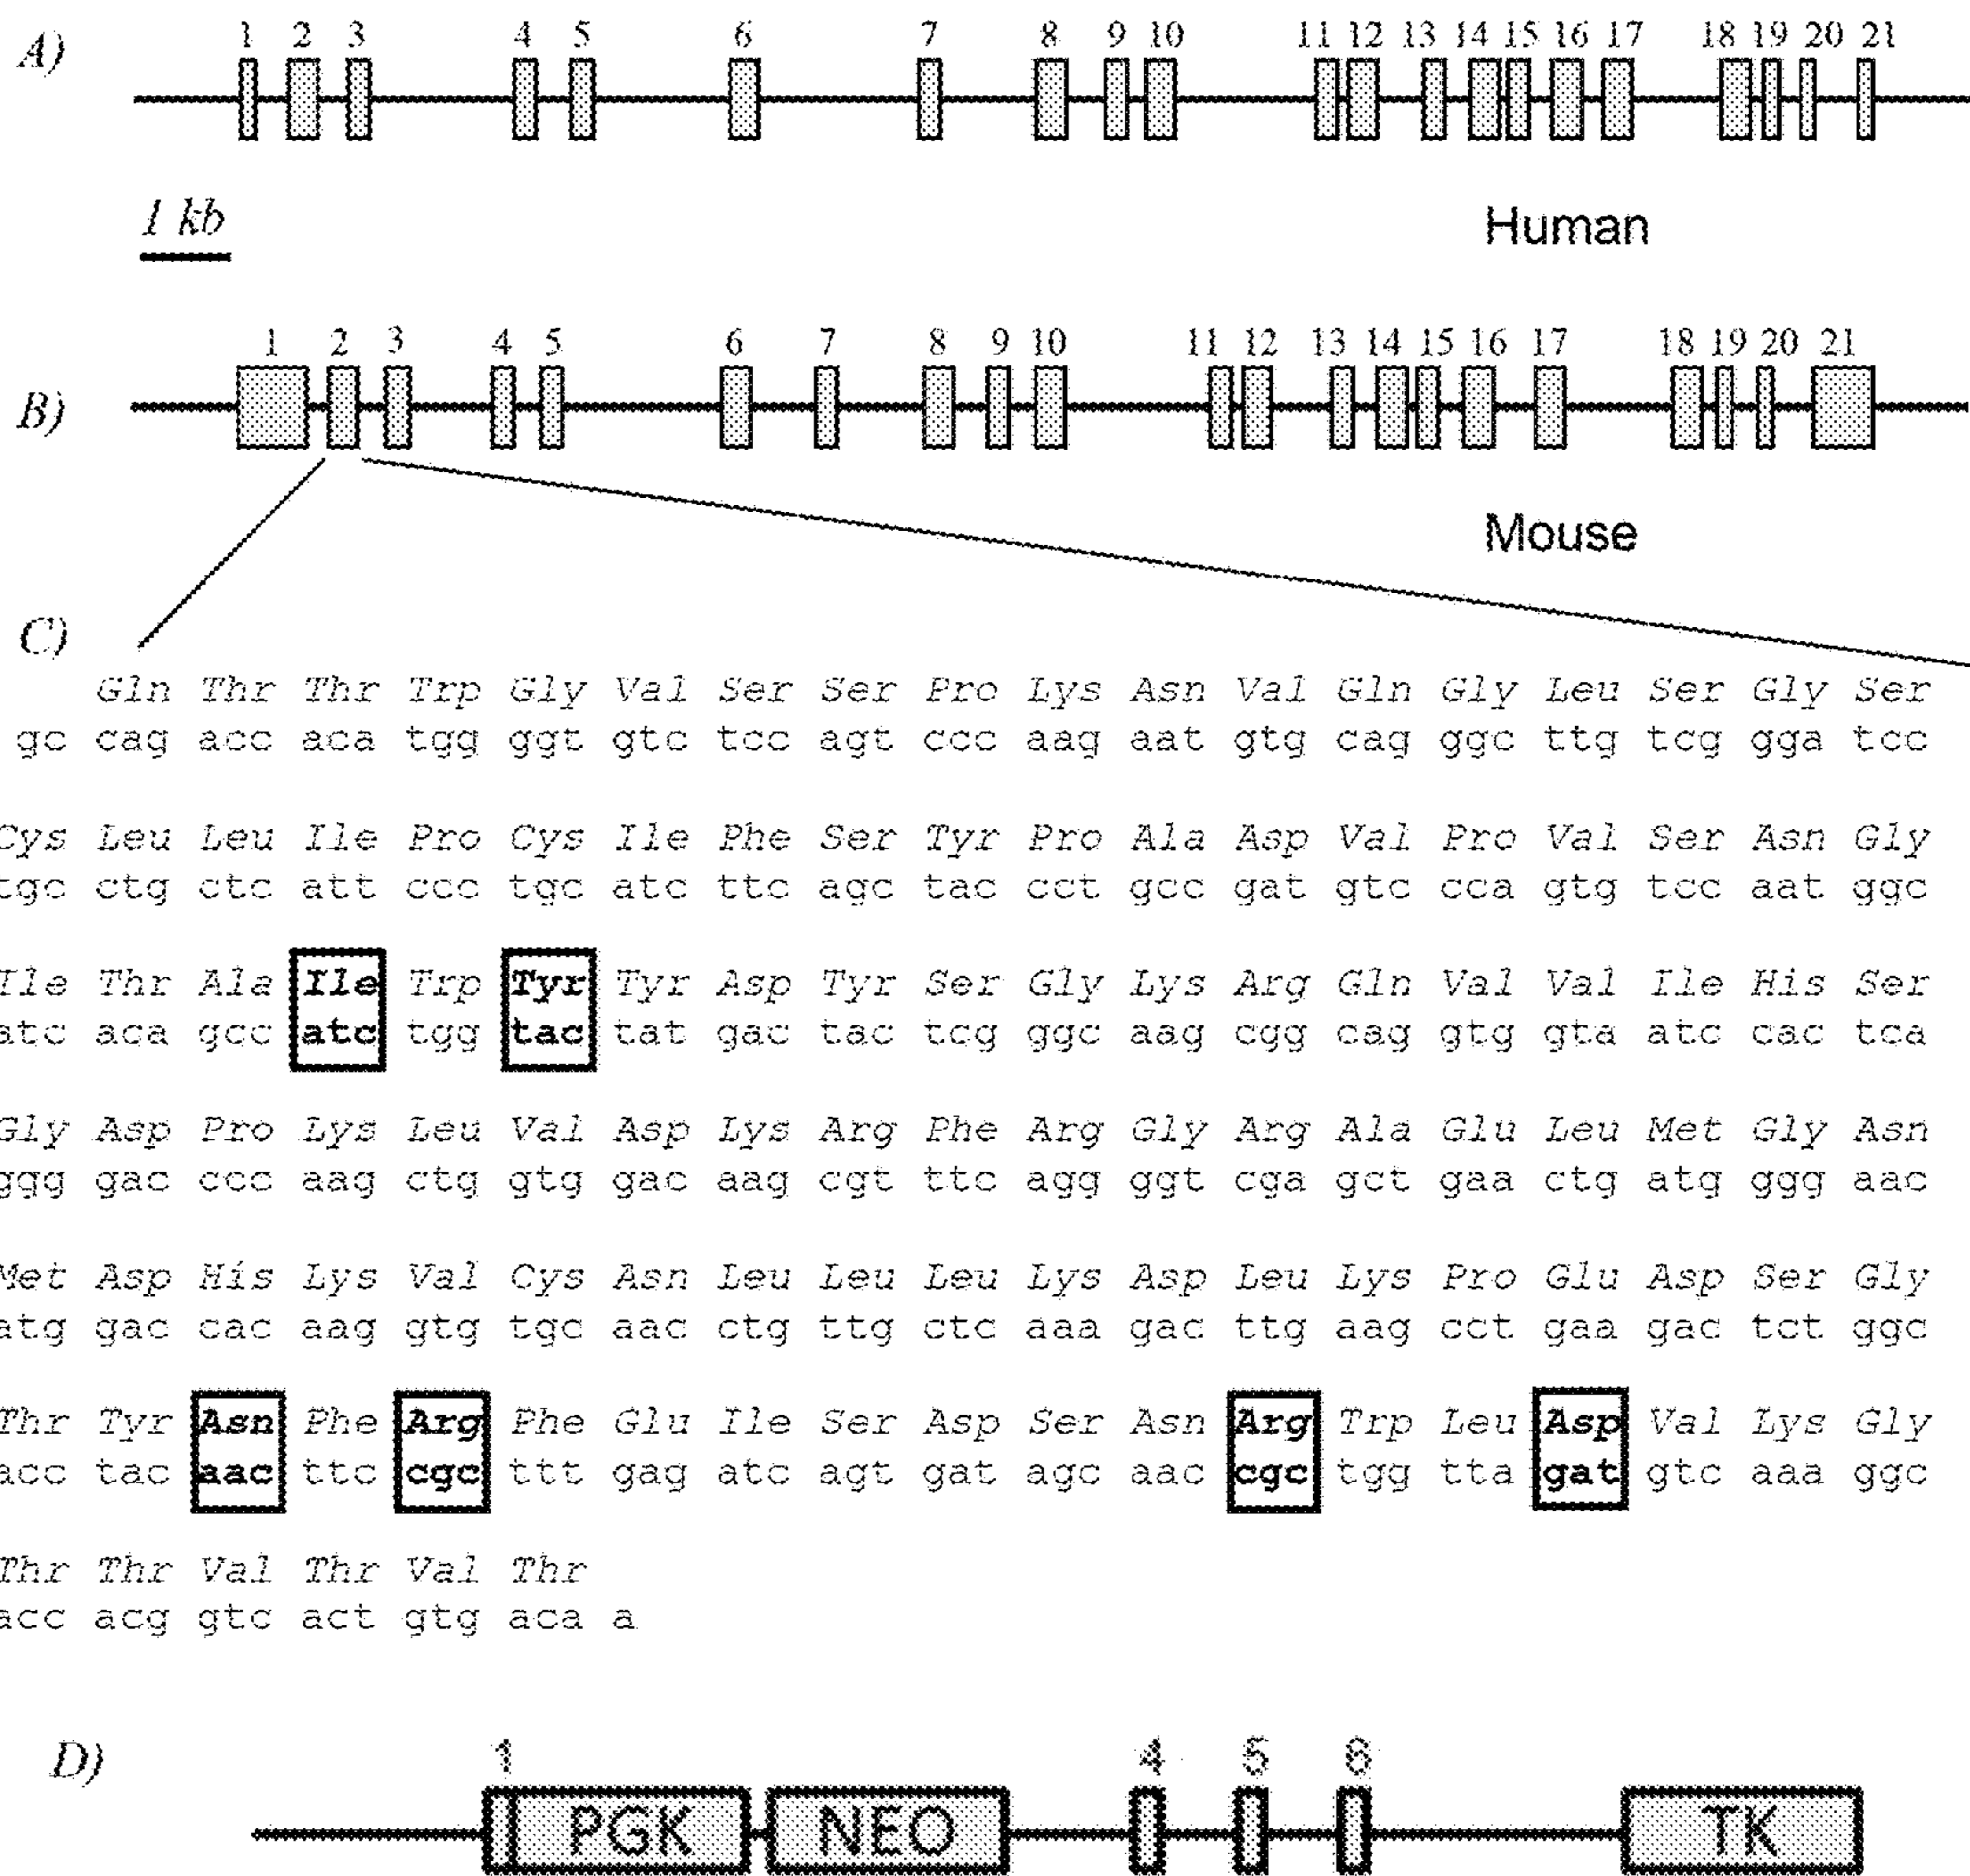 A)
1 2 3 4 5 6 7 8 9 10 11 12 13 14 15 16 17 18 19 20 21
1 kb
Human
B)
1 2 3 4 5 6 7 8 9 10 11 12 13 14 15 16 17 18 19 20 21
Mouse
C)
Gln Thr Thr Trp Gly Val Ser Ser Pro Lys Asn Val Gln Gly Leu Ser Gly Ser
gc cag acc aca tgg ggt gtc tcc agt ccc aag aat gtg cag ggc ttg tcg gga tcc
Cys Leu Leu Ile Pro Cys Ile Phe Ser Tyr Pro Ala Asp Val Pro Val Ser Asn Gly
tgc ctg ctc att ccc tgc atc ttc agc tac cct gcc gat gtc cca gtg tcc aat ggc
Ile Thr Ala Ile Trp Tyr Tyr Asp Tyr Ser Gly Lys Arg Gln Val Val Ile His Ser
atc aca gcc atc tgg tac tat gac tac tcg ggc aag cgg cag gtg gta atc cac tca
Gly Asp Pro Lys Leu Val Asp Lys Arg Phe Arg Gly Arg Ala Glu Leu Met Gly Asn
ggg gac ccc aag ctg gtg gac aag cgt ttc agg ggt cga gct gaa ctg atg ggg aac
Met Asp His Lys Val Cys Asn Leu Leu Leu Lys Asp Leu Lys Pro Glu Asp Ser Gly
atg gac cac aag gtg tgc aac ctg ttg ctc aaa gac ttg aag cct gaa gac tct ggc
Thr Tyr Asn Phe Arg Phe Glu Ile Ser Asp Ser Asn Arg Trp Leu Asp Val Lys Gly
acc tac aac ttc cgc ttt gag atc agt gat agc aac cgc tgg tta gat gtc aaa ggc
Thr Thr Val Thr Val Thr
acc acg gtc act gtg aca a
D)
1 4 5 6
PGK NEO TK